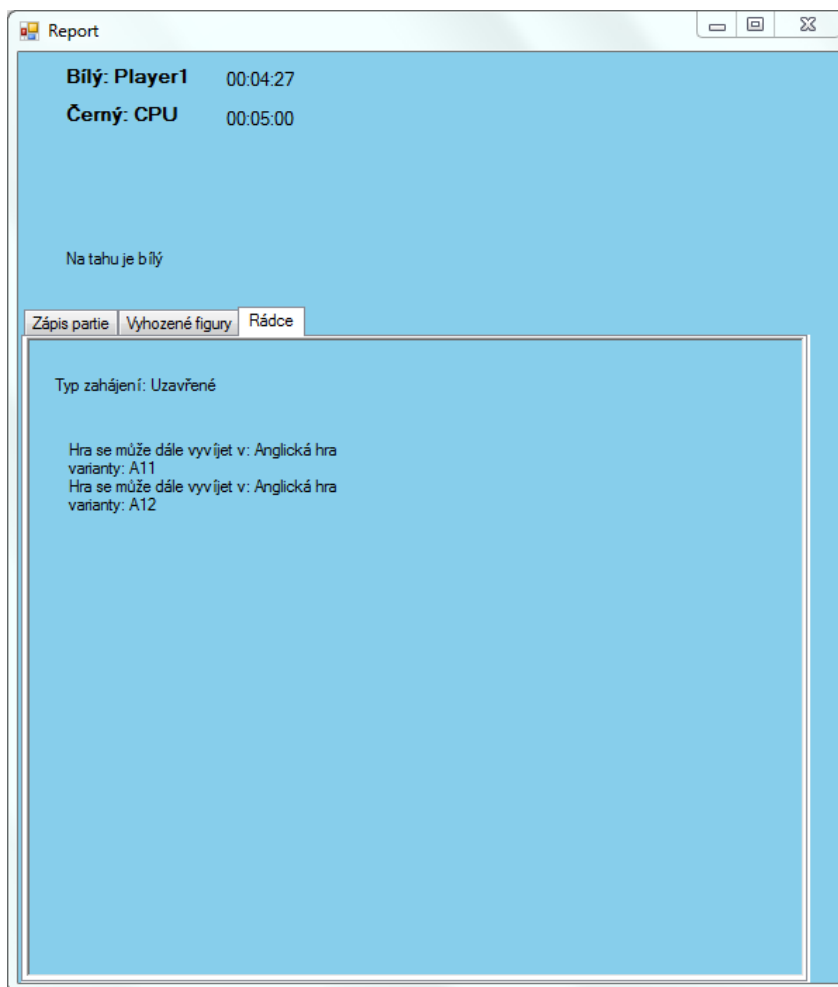 Report
Bílý: Player1 00:04:27
Černý: CPU 00:05:00
Na tahu je bílý
Zápis partie Vyhozené figury Rádce
Typ zahájení: Uzavřené
Hra se může dále vyvíjet v: Anglická hra
varianty: A11
Hra se může dále vyvíjet v: Anglická hra
varianty: A12